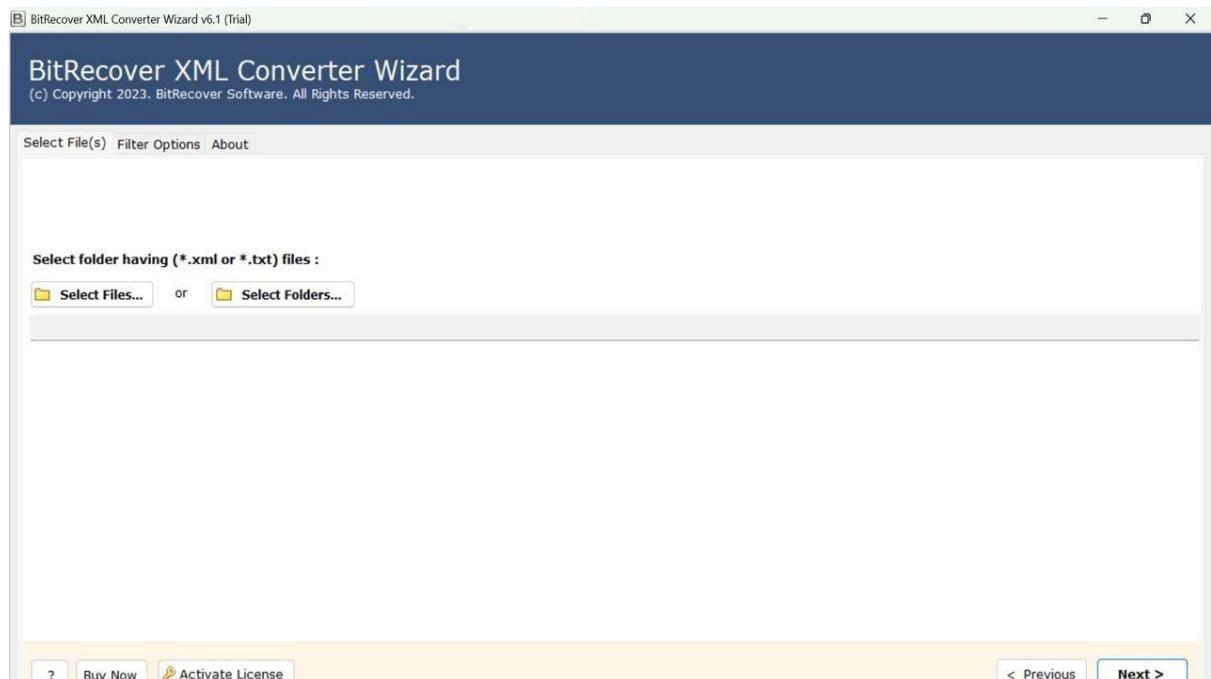 BitRecover XML Converter Wizard v6.1 (Trial)
BitRecover XML Converter Wizard
(c) Copyright 2023. BitRecover Software. All Rights Reserved.
Select File(s) Filter Options About
Select folder having (*.xml or *.txt) files :
Select Files... or Select Folders...
? Buy Now Activate License < Previous Next >